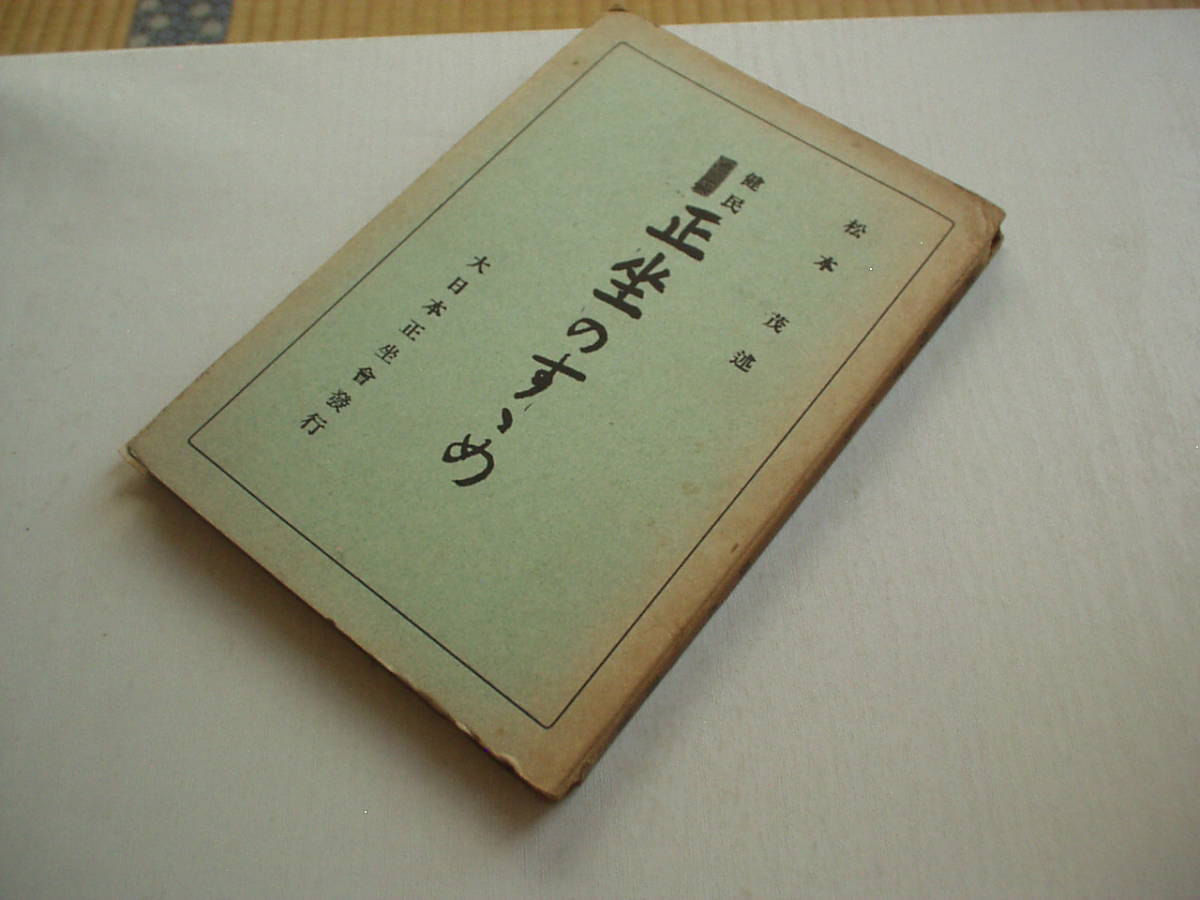 松本茂述
健民
正坐のすゝめ
大日本正坐會發行